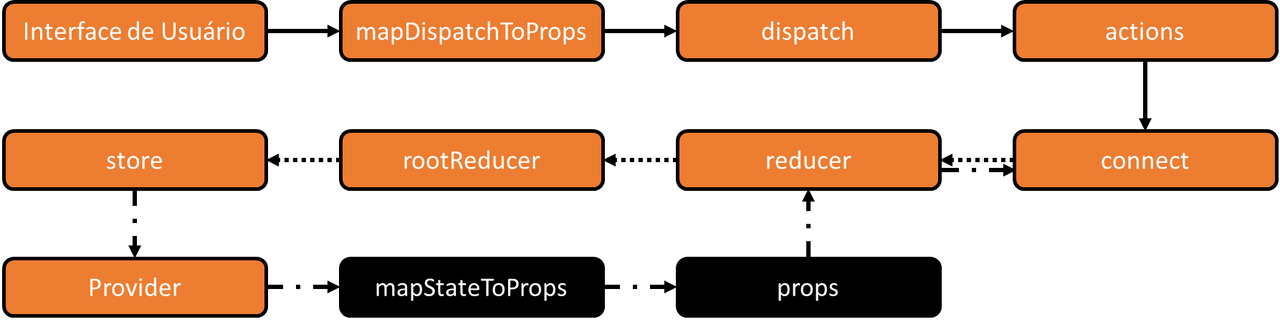 Interface de Usuário
mapDispatchToProps
dispatch
actions
store
rootReducer
reducer
connect
Provider
mapStateToProps
props